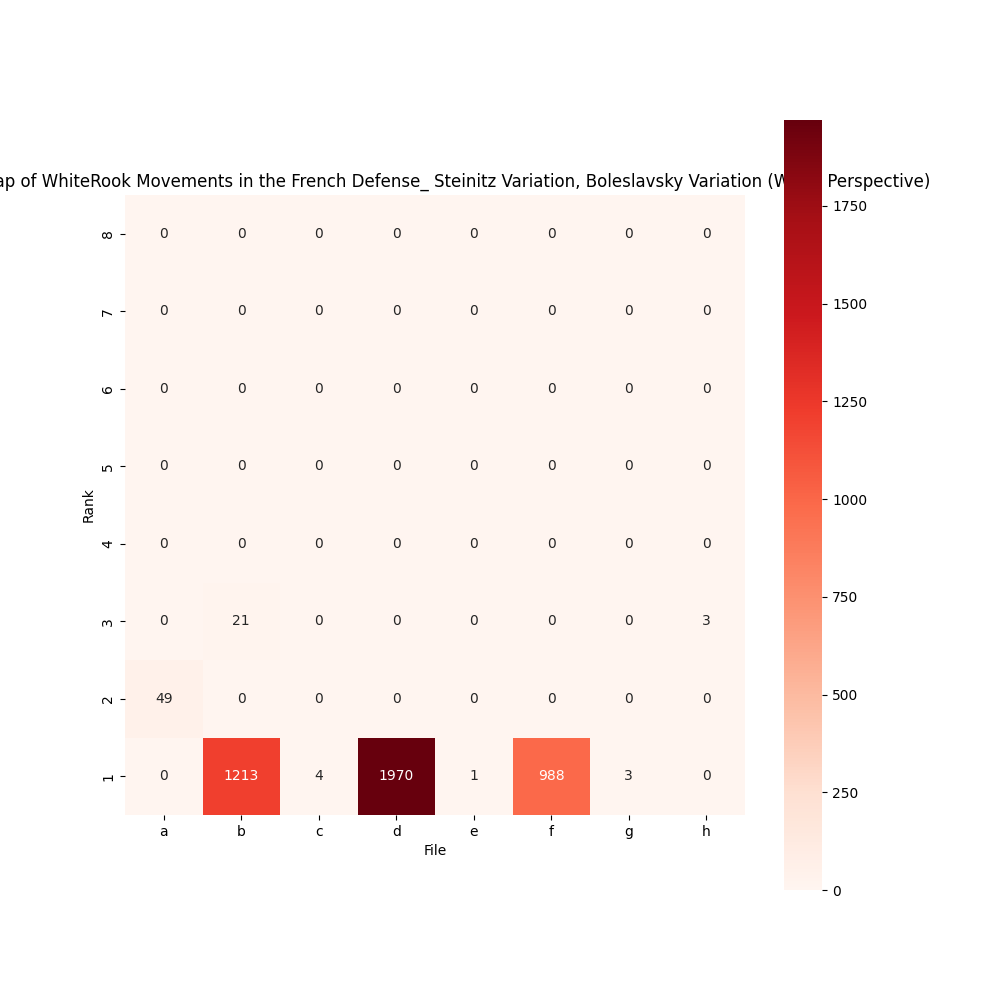 of WhiteRook Movements in the French Defense_ Steinitz Variation, Boleslavsky Variation ( Perspective)
8 0 0 0 0 0 0 0 0
7 0 0 0 0 0 0 0 0
6 0 0 0 0 0 0 0 0
5 0 0 0 0 0 0 0 0
4 0 0 0 0 0 0 0 0
3 0 21 0 0 0 0 0 3
2 49 0 0 0 0 0 0 0
1 0 1213 4 1970 1 988 3 0
a b c d e f g h
File
Rank
1750
1500
1250
1000
750
500
250
0